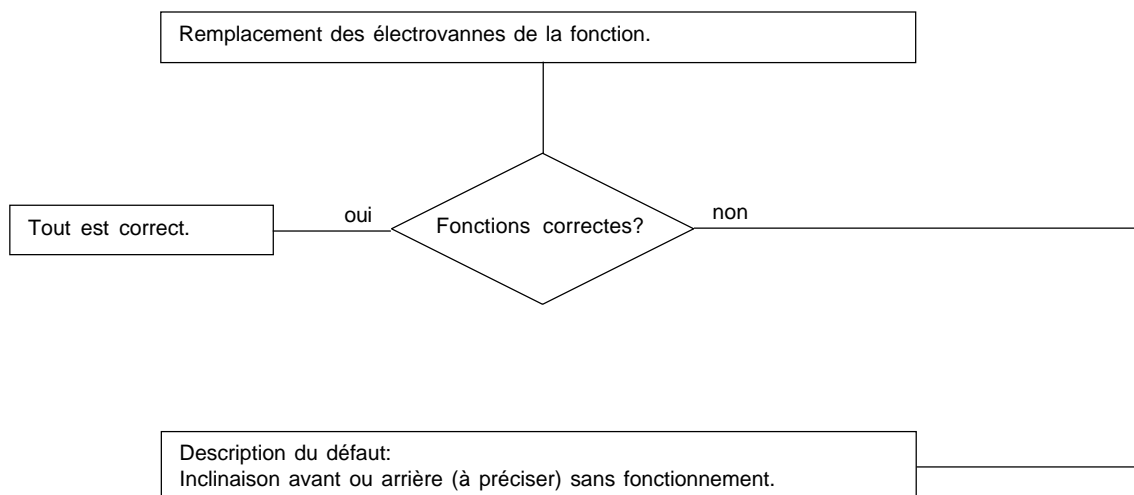 Remplacement des électrovannes de la fonction.
oui
non
Tout est correct.
Fonctions correctes?
Description du défaut:
Inclinaison avant ou arrière (à préciser) sans fonctionnement.